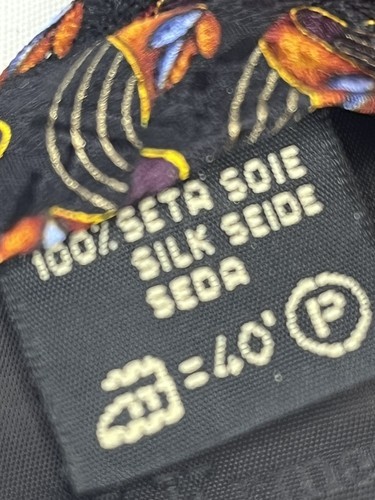 100% SETA SOIE
SILK SEIDE
SEDA
=40° P